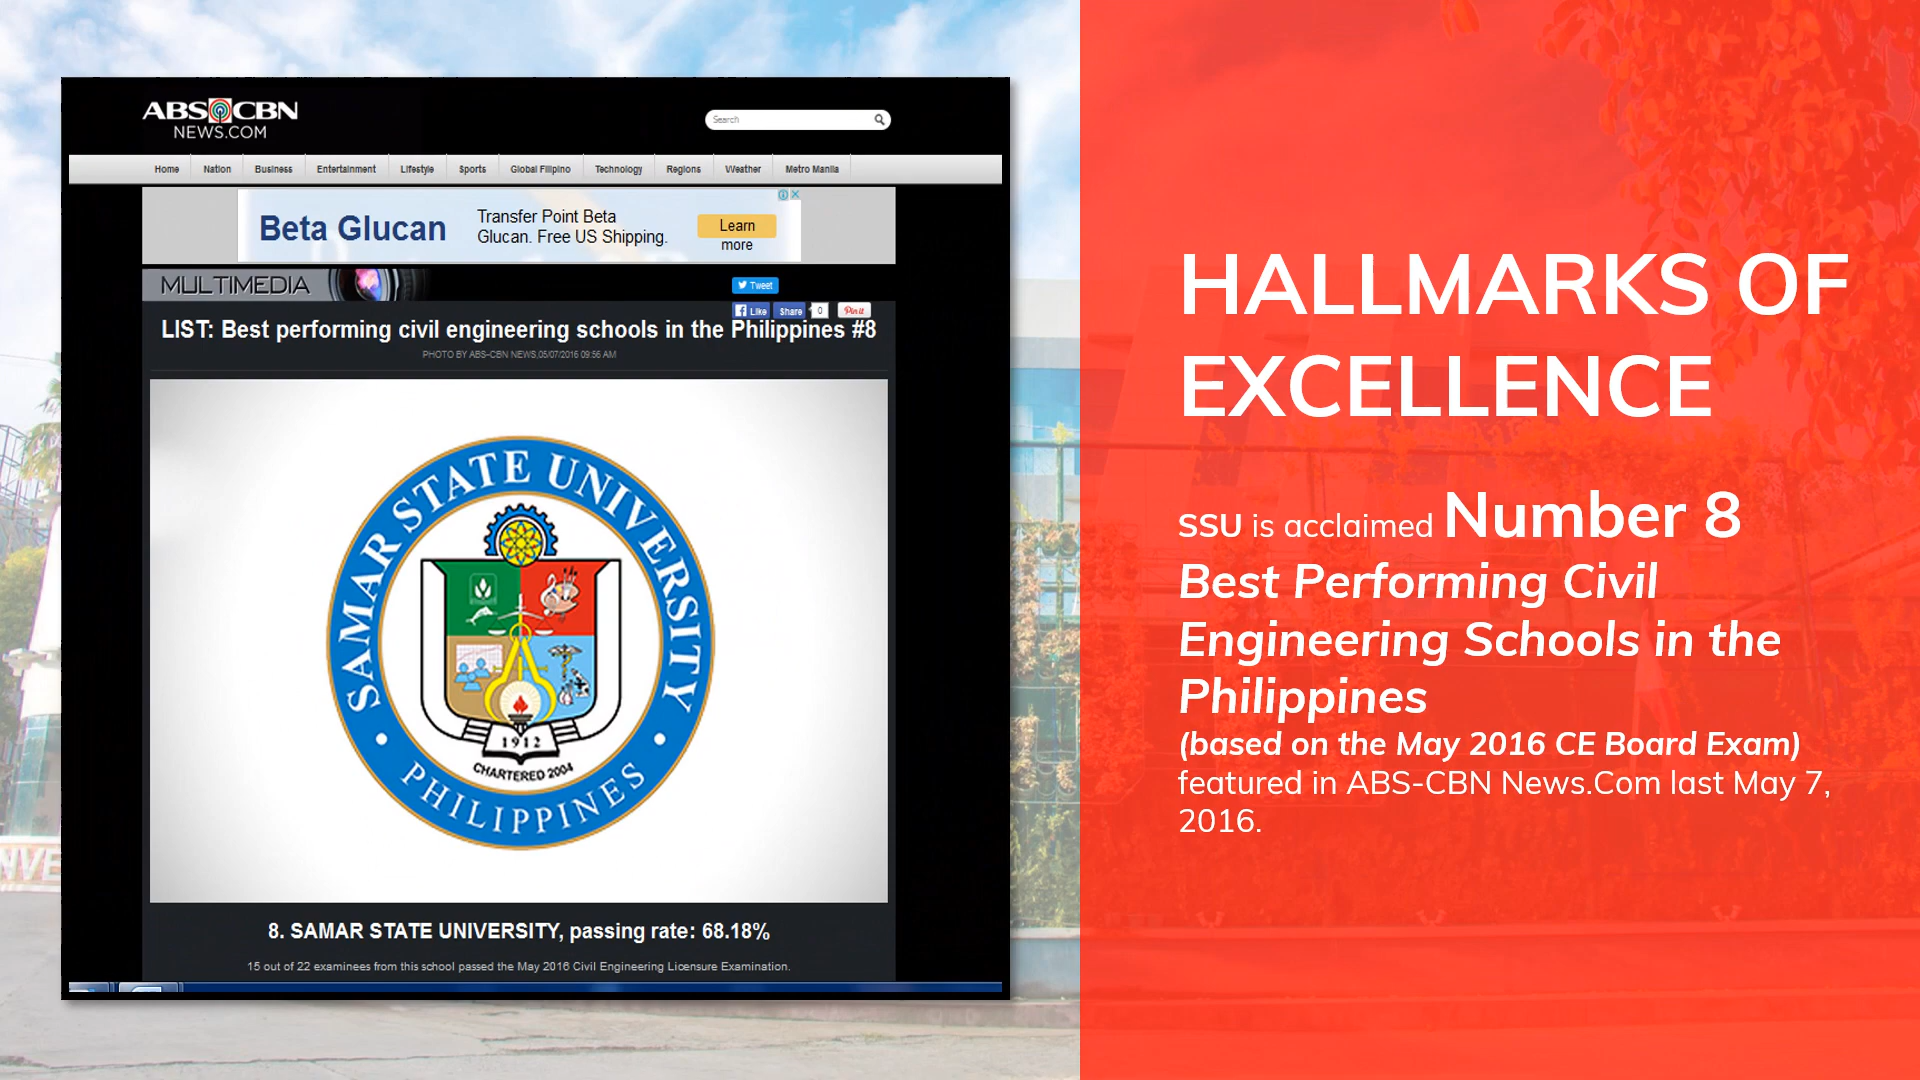 ABS CBN
NEWS.COM
Search
Home Nation Business Entertainment Lifestyle Sports Global Filipino Technology Regions Weather Metro Manila
Beta Glucan
Transfer Point Beta
Glucan. Free US Shipping.
Learn
more
MULTIMEDIA
Tweet
Like Share 0 Pin it
LIST: Best performing civil engineering schools in the Philippines #8
PHOTO BY ABS-CBN NEWS,05/07/2016 09:56 AM
SAMAR STATE UNIVERSITY
1912
CHARTERED 2004
PHILIPPINES
8. SAMAR STATE UNIVERSITY, passing rate: 68.18%
15 out of 22 examinees from this school passed the May 2016 Civil Engineering Licensure Examination.
HALLMARKS OF
EXCELLENCE
SSU is acclaimed Number 8
Best Performing Civil
Engineering Schools in the
Philippines
(based on the May 2016 CE Board Exam)
featured in ABS-CBN News.Com last May 7,
2016.